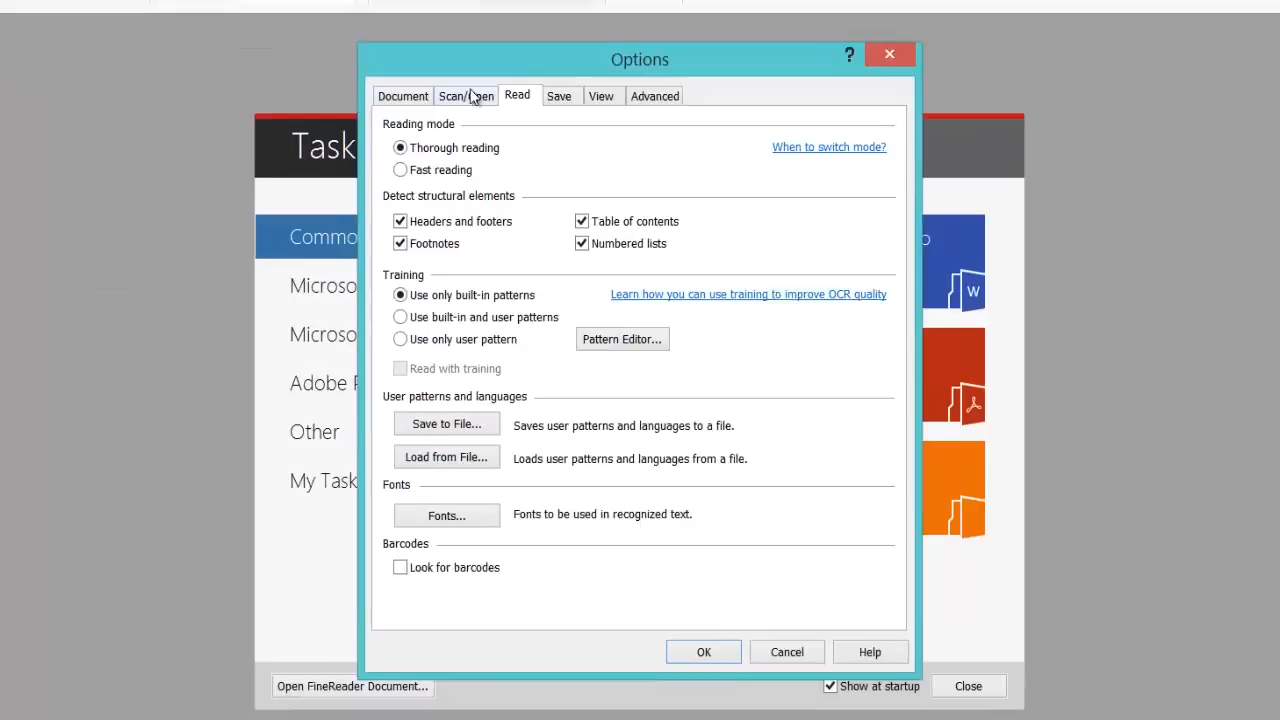 Options
?
Document Scan/Open Read Save View Advanced
Reading mode
Thorough reading
When to switch mode?
Fast reading
Detect structural elements
Headers and footers
Table of contents
Footnotes
Numbered lists
Training
Use only built-in patterns
Learn how you can use training to improve OCR quality
Use built-in and user patterns
Use only user pattern
Pattern Editor...
Read with training
User patterns and languages
Save to File...
Saves user patterns and languages to a file.
Load from File...
Loads user patterns and languages from a file.
Fonts
Fonts...
Fonts to be used in recognized text.
Barcodes
Look for barcodes
OK
Cancel
Help
Task
Commo
Microso
Microso
Adobe P
Other
My Task
o
W
Open FineReader Document...
Show at startup
Close